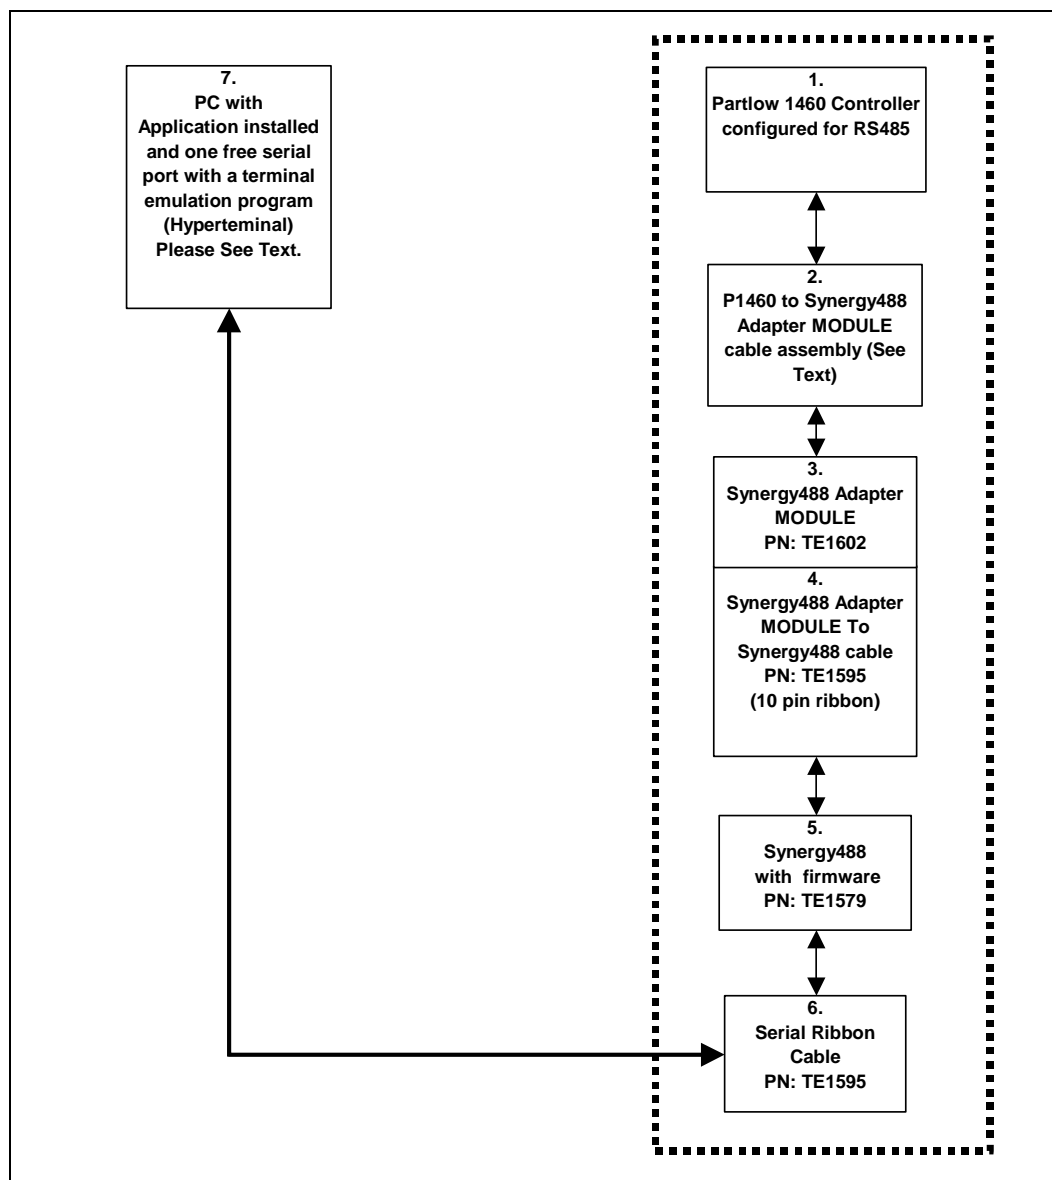 7.
PC with
Application installed
and one free serial
port with a terminal
emulation program
(Hyperteminal)
Please See Text.
1.
Partlow 1460 Controller
configured for RS485
2.
P1460 to Synergy488
Adapter MODULE
cable assembly (See
Text)
3.
Synergy488 Adapter
MODULE
PN: TE1602
4.
Synergy488 Adapter
MODULE To
Synergy488 cable
PN: TE1595
(10 pin ribbon)
5.
Synergy488
with firmware
PN: TE1579
6.
Serial Ribbon
Cable
PN: TE1595